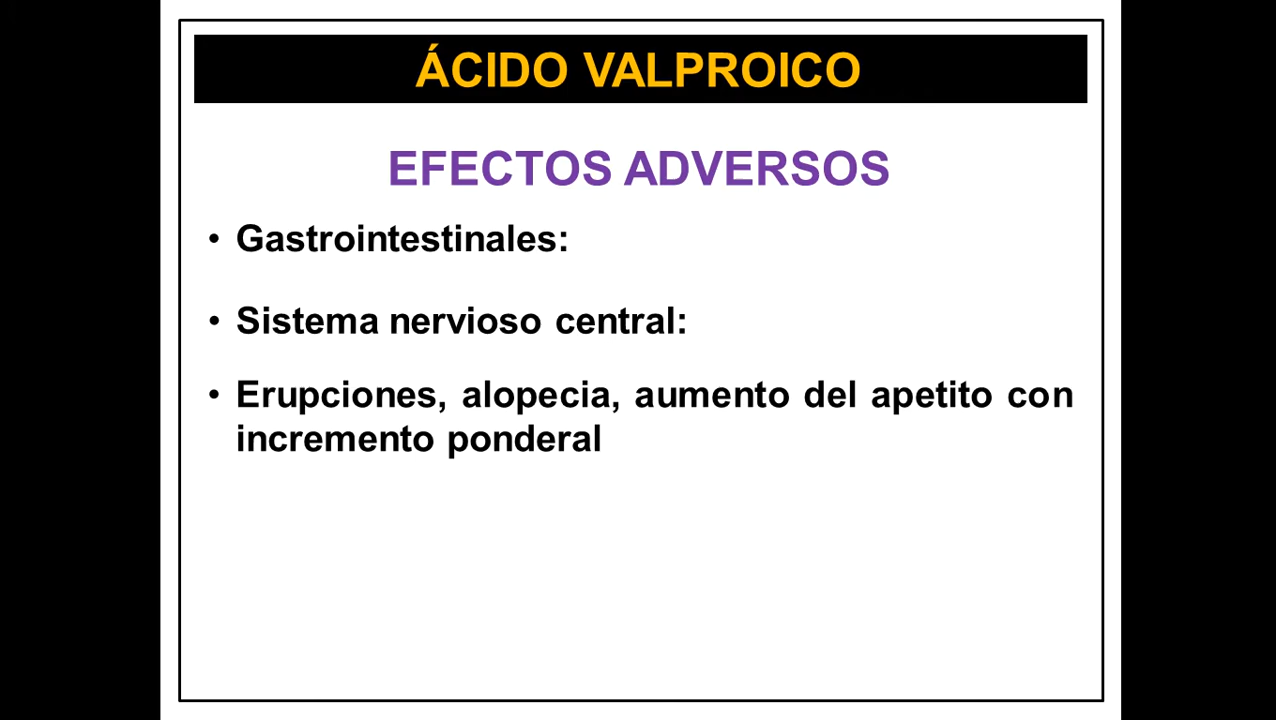 ÁCIDO VALPROICO
EFECTOS ADVERSOS
• Gastrointestinales:
• Sistema nervioso central:
• Erupciones, alopecia, aumento del apetito con
incremento ponderal